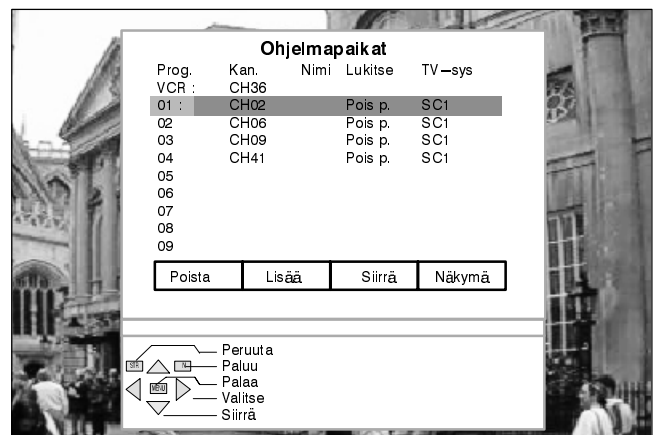 Ohjelmapaikat
Prog. Kan. Nimi Lukitse TV-sys
VCR : CH36
01 : CH02 Pois p. SC1
02 CH06 Pois p. SC1
03 CH09 Pois p. SC1
04 CH41 Pois p. SC1
05
06
07
08
09
Poista Lisää Siirrä Näkymä
Peruuta
STR N Paluu
MENU Palaa
Valitse
Siirrä